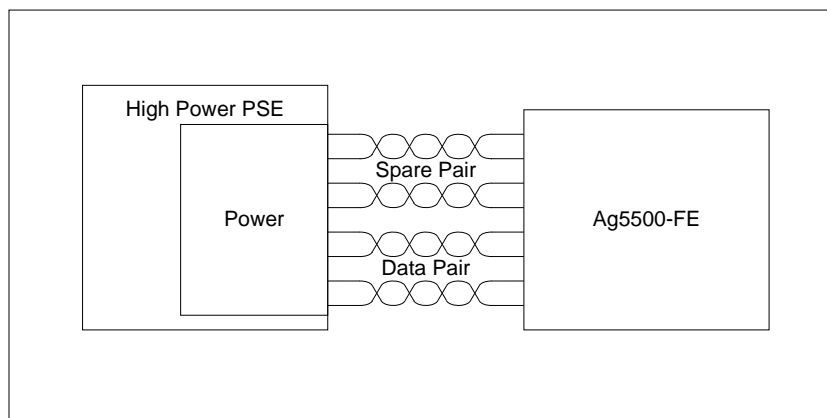 High Power PSE
Spare Pair
Power
Ag5500-FE
Data Pair